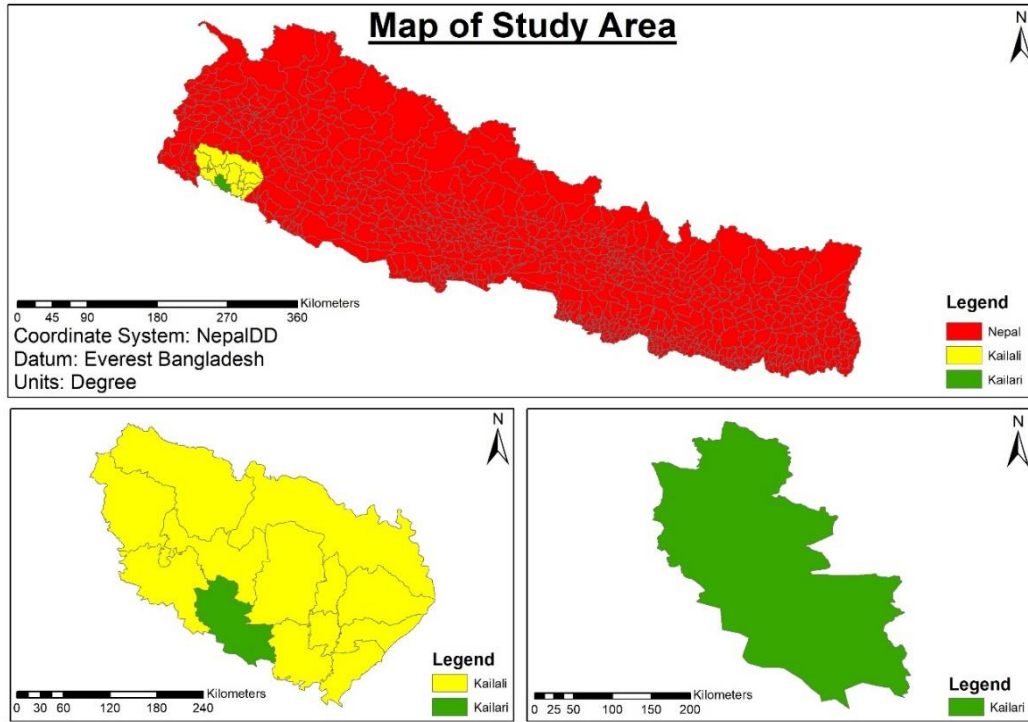 Map of Study Area
N
Kilometers
0 45 90 180 270 360
Coordinate System: NepalDD
Datum: Everest Bangladesh
Units: Degree
Legend
Nepal
Kailali
Kailari
N
Kilometers
0 30 60 120 180 240
Legend
Kailali
Kailari
N
Kilometers
0 25 50 100 150 200
Legend
Kailari